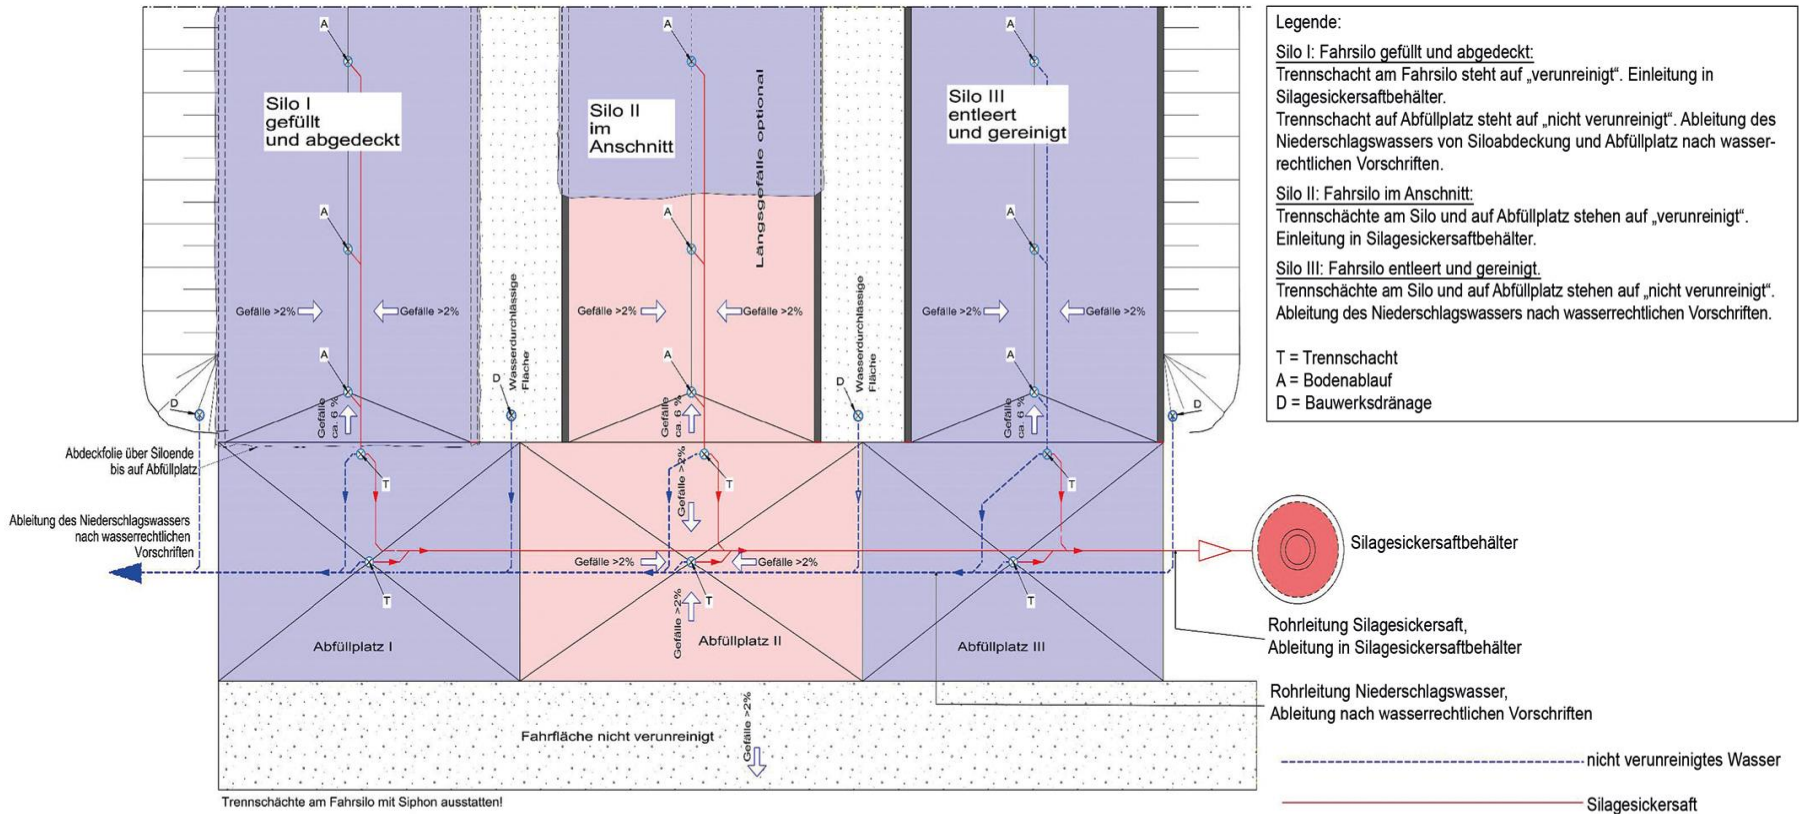 A
A
A
Silo I
gefüllt
und abgedeckt
Silo II
im
Anschnitt
Längsgefälle optional
Silo III
entleert
und gereinigt
A
A
A
Gefälle >2%
Gefälle >2%
Gefälle >2%
Gefälle >2%
Gefälle >2%
Gefälle >2%
Wasserdurchlässige
Fläche
Wasserdurchlässige
Fläche
A
A
A
D
D
D
D
Gefälle
ca. 6 %
Gefälle
ca. 6 %
Gefälle
ca. 6 %
Abdeckfolie über Siloende
bis auf Abfüllplatz
T
T
T
Gefälle >2%
Ableitung des Niederschlagswassers
nach wasserrechtlichen
Vorschriften
Gefälle >2%
Gefälle >2%
T
T
T
Gefälle >2%
Abfüllplatz I
Abfüllplatz II
Abfüllplatz III
Fahrfläche nicht verunreinigt
Gefälle >2%
Trennschächte am Fahrsilo mit Siphon ausstatten!
Legende:
Silo I: Fahrsilo gefüllt und abgedeckt:
Trennschacht am Fahrsilo steht auf „verunreinigt“. Einleitung in
Silagesickersaftbehälter.
Trennschacht auf Abfüllplatz steht auf „nicht verunreinigt“. Ableitung des
Niederschlagswassers von Siloabdeckung und Abfüllplatz nach wasser-
rechtlichen Vorschriften.
Silo II: Fahrsilo im Anschnitt:
Trennschächte am Silo und auf Abfüllplatz stehen auf „verunreinigt“.
Einleitung in Silagesickersaftbehälter.
Silo III: Fahrsilo entleert und gereinigt.
Trennschächte am Silo und auf Abfüllplatz stehen auf „nicht verunreinigt“.
Ableitung des Niederschlagswassers nach wasserrechtlichen Vorschriften.
T = Trennschacht
A = Bodenablauf
D = Bauwerksdränage
Silagesickersaftbehälter
Rohrleitung Silagesickersaft,
Ableitung in Silagesickersaftbehälter
Rohrleitung Niederschlagswasser,
Ableitung nach wasserrechtlichen Vorschriften
nicht verunreinigtes Wasser
Silagesickersaft